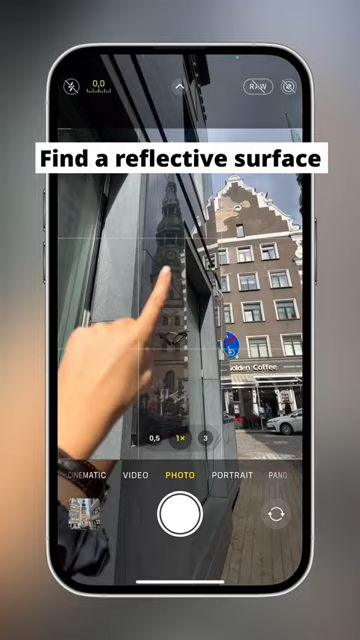 0,0
RAW
Find a reflective surface
Golden Coffee
0,5 1× 3
CINEMATIC VIDEO PHOTO PORTRAIT PANO